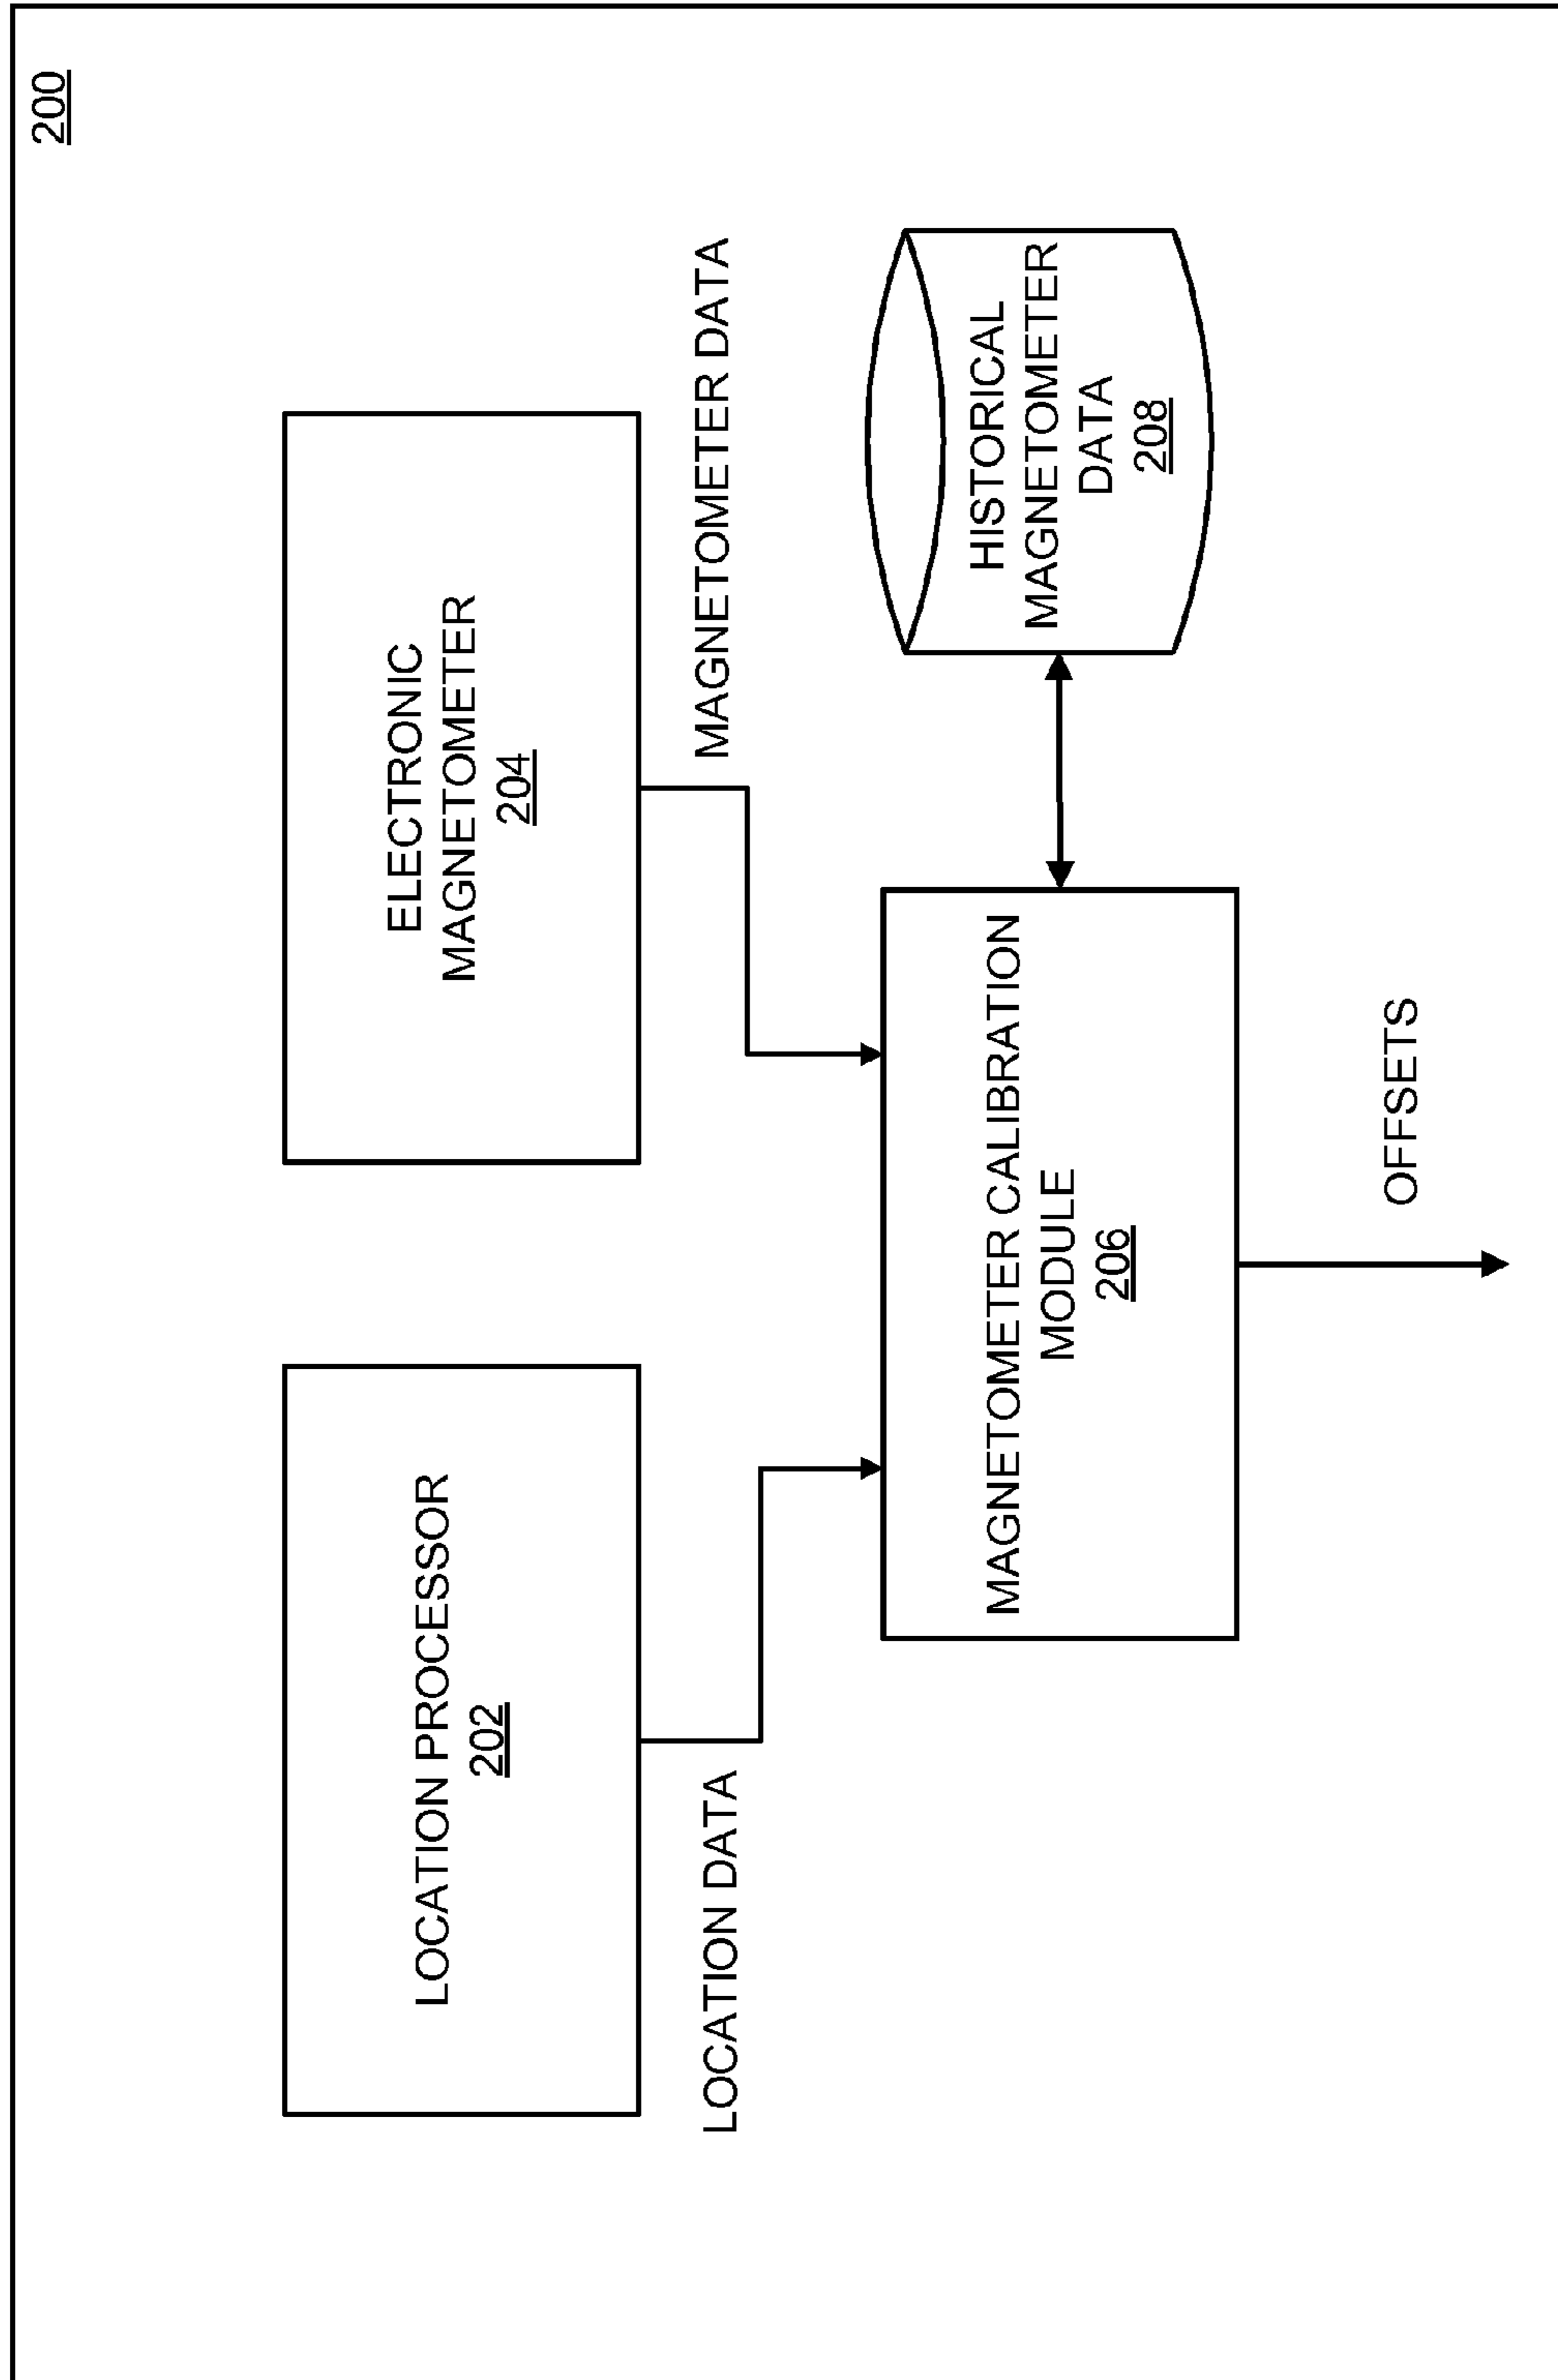 200
LOCATION PROCESSOR
202
ELECTRONIC
MAGNETOMETER
204
LOCATION DATA
MAGNETOMETER DATA
MAGNETOMETER CALIBRATION
MODULE
206
HISTORICAL
MAGNETOMETER
DATA
208
OFFSETS